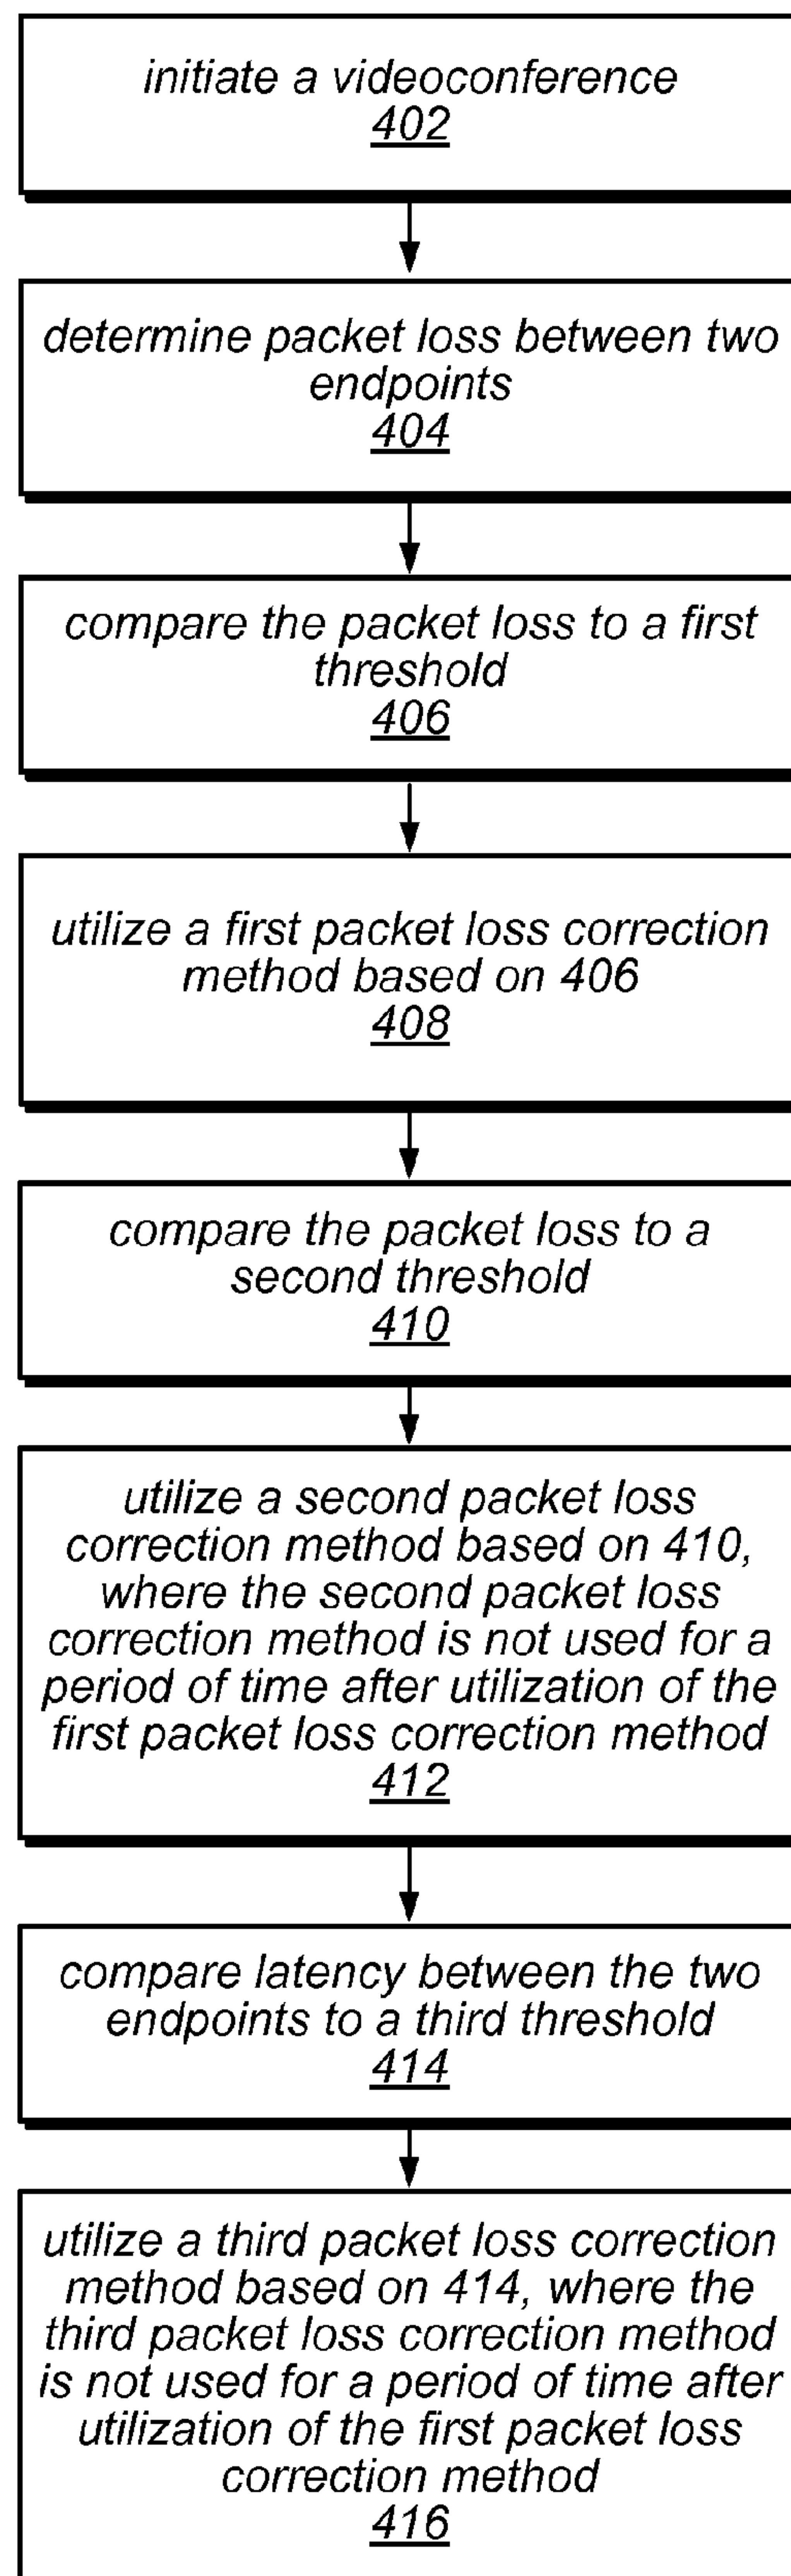 initiate a videoconference
402
determine packet loss between two
endpoints
404
compare the packet loss to a first
threshold
406
utilize a first packet loss correction
method based on 406
408
compare the packet loss to a
second threshold
410
utilize a second packet loss
correction method based on 410,
where the second packet loss
correction method is not used for a
period of time after utilization of the
first packet loss correction method
412
compare latency between the two
endpoints to a third threshold
414
utilize a third packet loss correction
method based on 414, where the
third packet loss correction method
is not used for a period of time after
utilization of the first packet loss
correction method
416